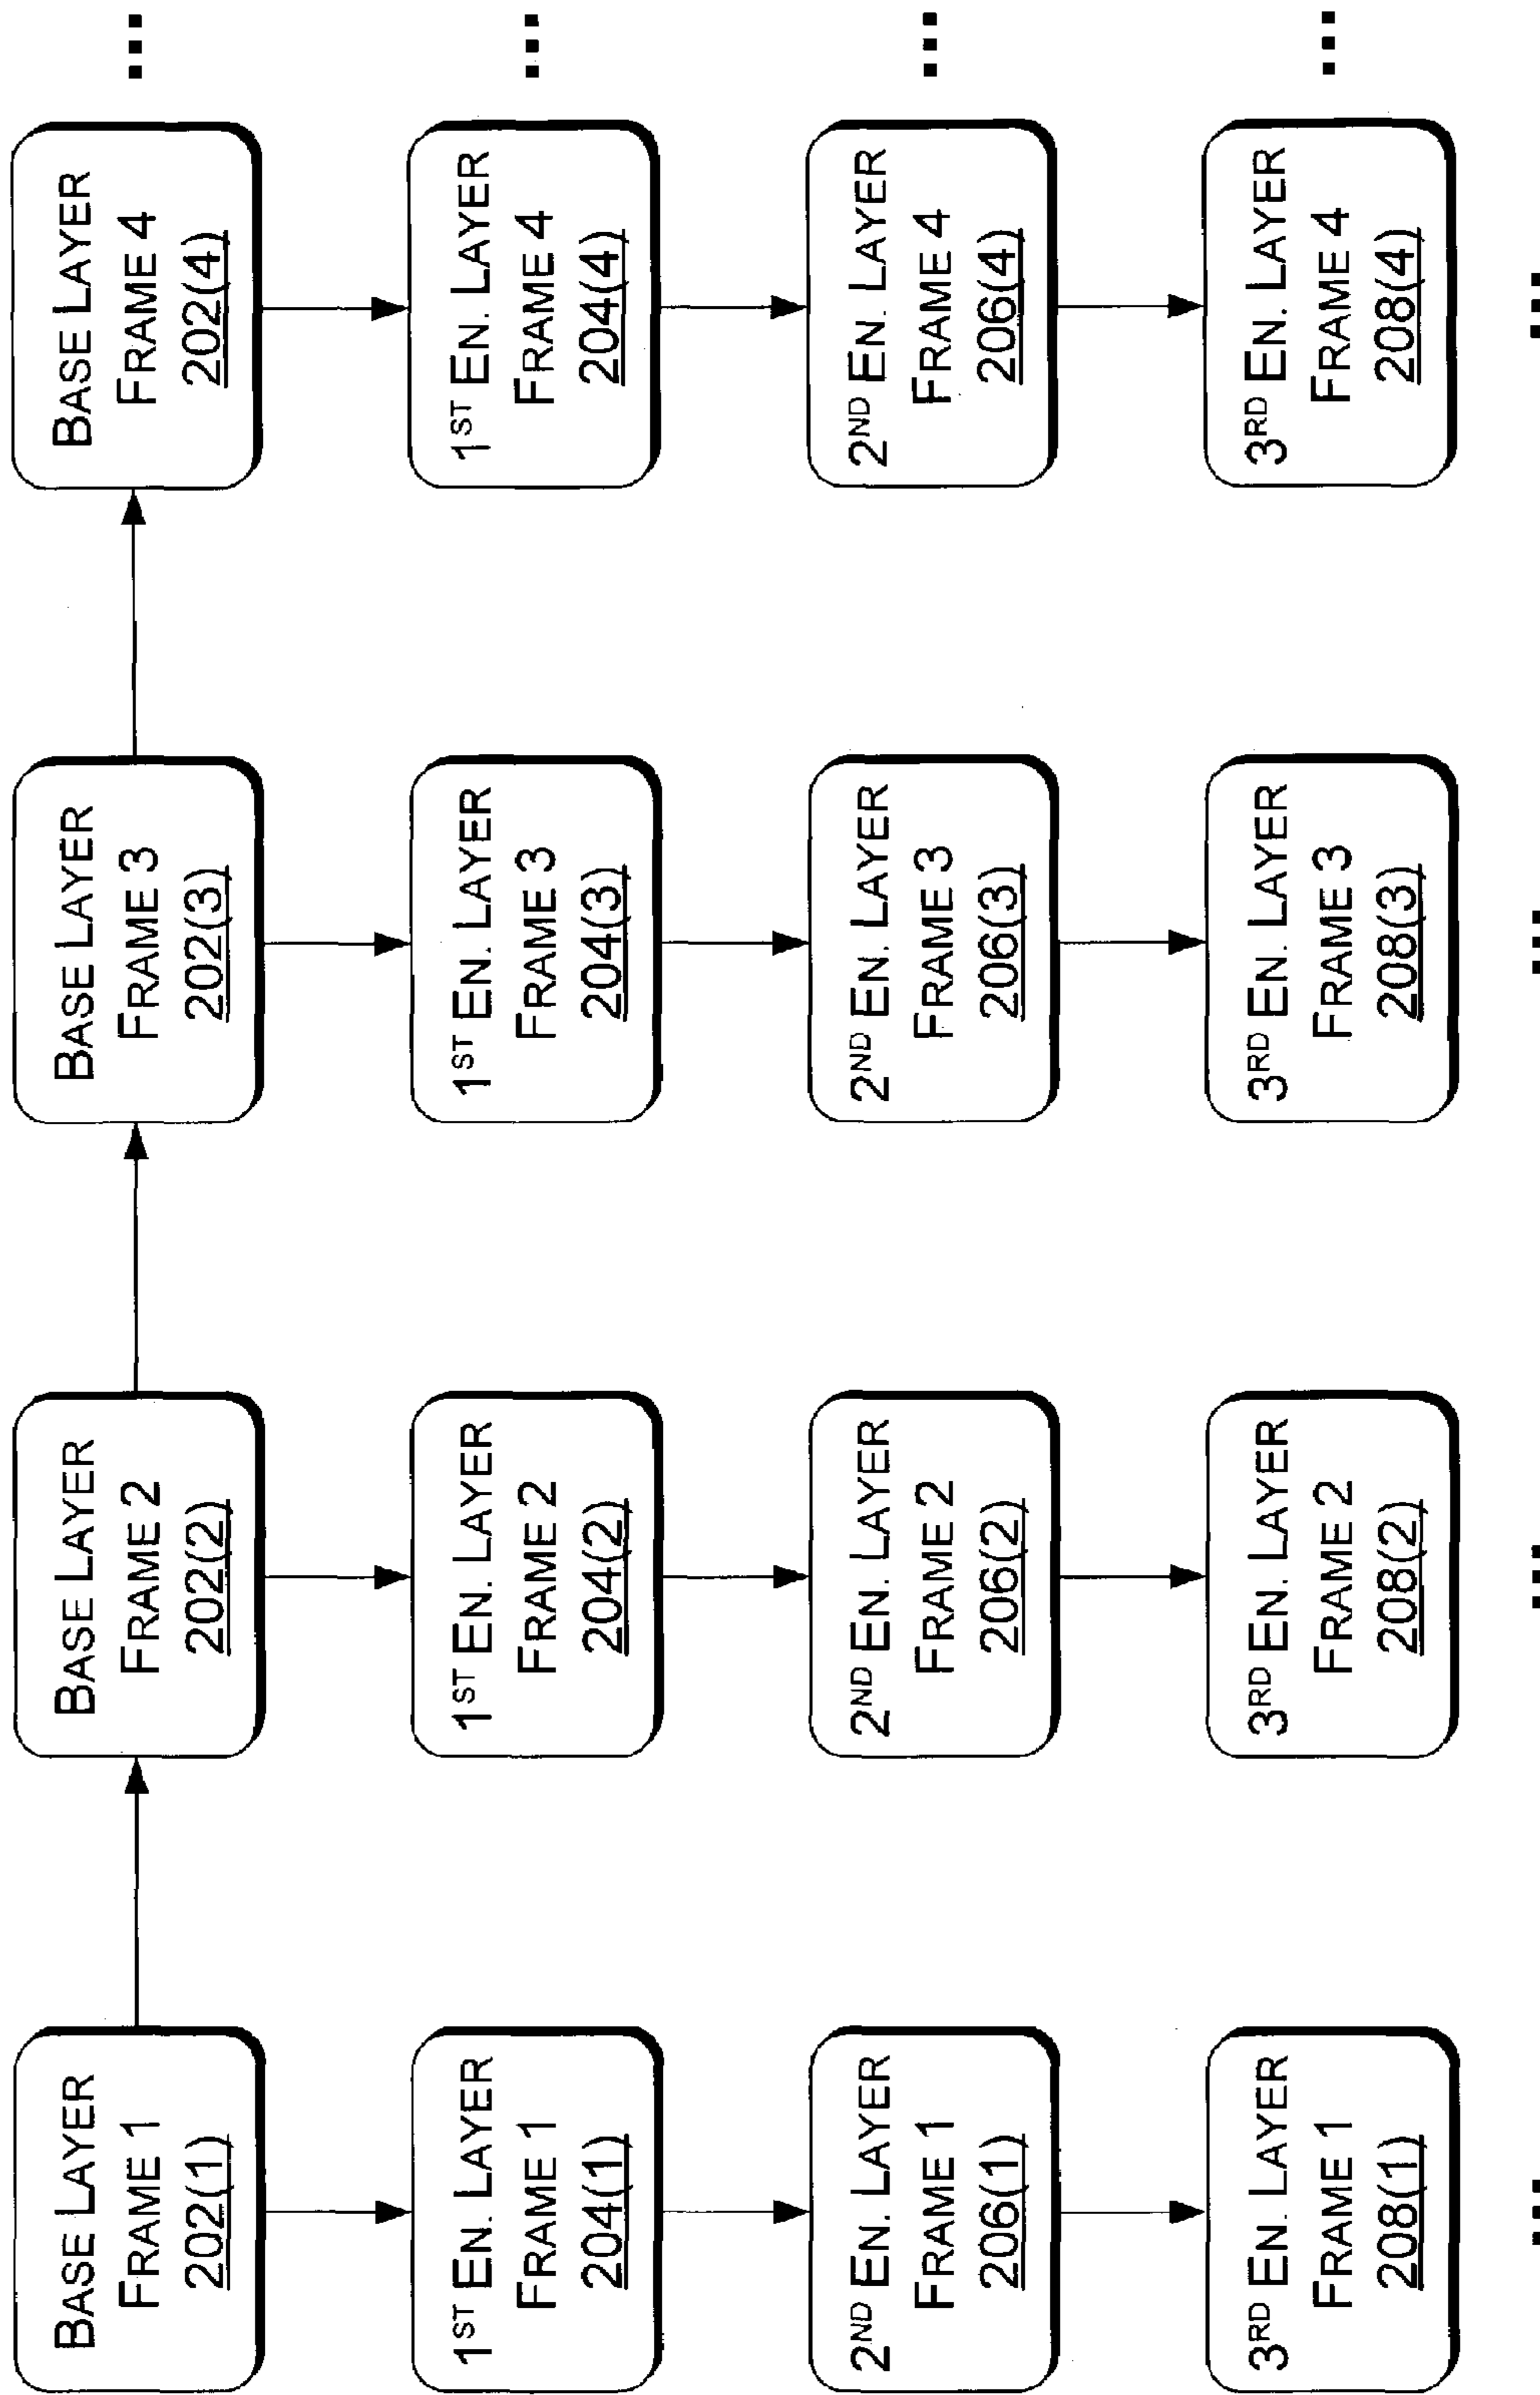 BASE LAYER
FRAME 1
202(1)
BASE LAYER
FRAME 2
202(2)
BASE LAYER
FRAME 3
202(3)
BASE LAYER
FRAME 4
202(4)
1ST EN. LAYER
FRAME 1
204(1)
1ST EN. LAYER
FRAME 2
204(2)
1ST EN. LAYER
FRAME 3
204(3)
1ST EN. LAYER
FRAME 4
204(4)
2ND EN. LAYER
FRAME 1
206(1)
2ND EN. LAYER
FRAME 2
206(2)
2ND EN. LAYER
FRAME 3
206(3)
2ND EN. LAYER
FRAME 4
206(4)
3RD EN. LAYER
FRAME 1
208(1)
3RD EN. LAYER
FRAME 2
208(2)
3RD EN. LAYER
FRAME 3
208(3)
3RD EN. LAYER
FRAME 4
208(4)